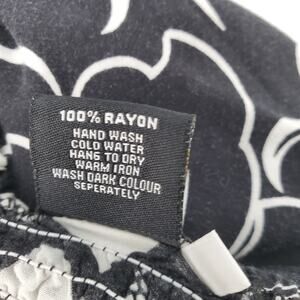 100% RAYON
HAND WASH
COLD WATER
HANG TO DRY
WARM IRON
WASH DARK COLOUR
SEPERATELY